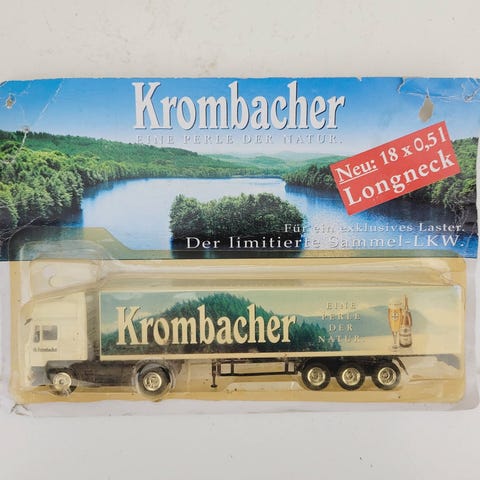 Krombacher
EINE PERLE DER NATUR.
Neu: 18 x 0,5 l
Longneck
Für ein exklusives Laster.
Der limitierte Sammel-LKW.
Krombacher
EINE
PERLE
DER
NATUR.
Krombacher